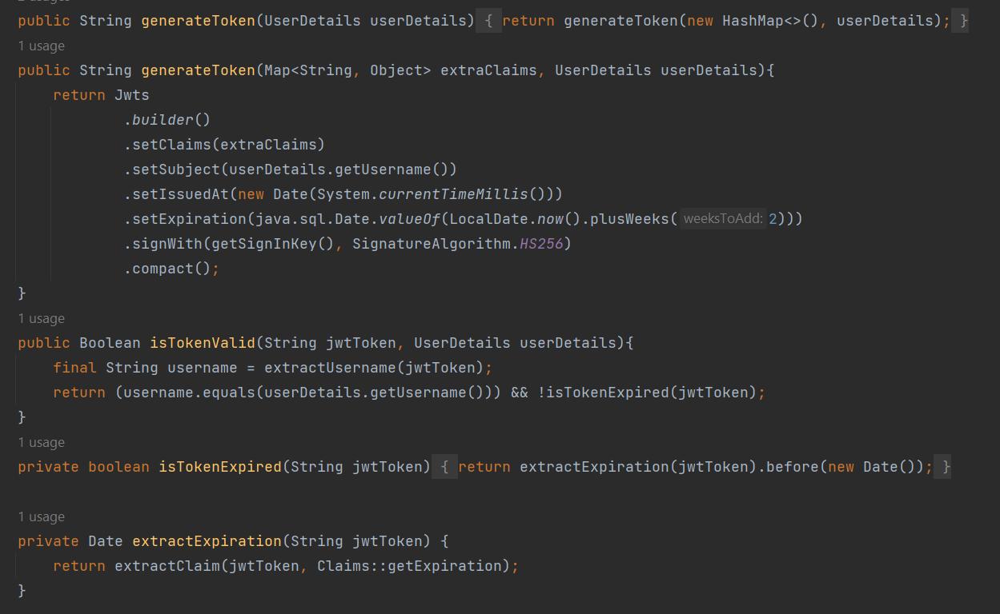 public String generateToken(UserDetails userDetails) { return generateToken(new HashMap<>(), userDetails); }
1 usage
public String generateToken(Map<String, Object> extraClaims, UserDetails userDetails){
return Jwts
.builder()
.setClaims(extraClaims)
.setSubject(userDetails.getUsername())
.setIssuedAt(new Date(System.currentTimeMillis()))
.setExpiration(java.sql.Date.valueOf(LocalDate.now().plusWeeks( weeksToAdd: 2)))
.signWith(getSignInKey(), SignatureAlgorithm.HS256)
.compact();
}
1 usage
public Boolean isTokenValid(String jwtToken, UserDetails userDetails){
final String username = extractUsername(jwtToken);
return (username.equals(userDetails.getUsername())) && !isTokenExpired(jwtToken);
}
1 usage
private boolean isTokenExpired(String jwtToken) { return extractExpiration(jwtToken).before(new Date()); }
1 usage
private Date extractExpiration(String jwtToken) {
return extractClaim(jwtToken, Claims::getExpiration);
}